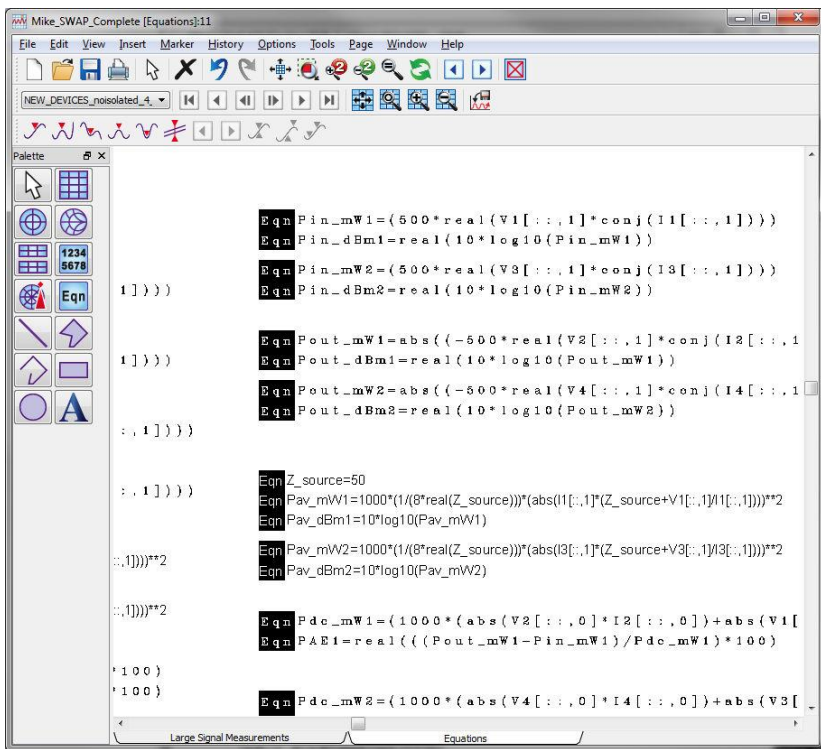 Mike_SWAP_Complete [Equations]:11
File Edit View Insert Marker History Options Tools Page Window Help
NEW_DEVICES_noisolated_4_
Palette
1234
5678
Eqn
A
Eqn Pin_mW1=(500*real(V1[::,1]*conj(I1[::,1])))
Eqn Pin_dBm1=real(10*log10(Pin_mW1))
Eqn Pin_mW2=(500*real(V3[::,1]*conj(I3[::,1])))
1])))
Eqn Pin_dBm2=real(10*log10(Pin_mW2))
Eqn Pout_mW1=abs((-500*real(V2[::,1]*conj(I2[::,1
1])))
Eqn Pout_dBm1=real(10*log10(Pout_mW1))
Eqn Pout_mW2=abs((-500*real(V4[::,1]*conj(I4[::,1
Eqn Pout_dBm2=real(10*log10(Pout_mW2))
:,1])))
Eqn Z_source=50
:,1])))
Eqn Pav_mW1=1000*(1/(8*real(Z_source)))*(abs(I1[::,1]*(Z_source+V1[::,1]/I1[::,1])))**2
Eqn Pav_dBm1=10*log10(Pav_mW1)
Eqn Pav_mW2=1000*(1/(8*real(Z_source)))*(abs(I3[::,1]*(Z_source+V3[::,1]/I3[::,1])))**2
::,1])))**2
Eqn Pav_dBm2=10*log10(Pav_mW2)
::,1])))**2
Eqn Pdc_mW1=(1000*(abs(V2[::,0]*I2[::,0])+abs(V1[
Eqn PAE1=real(((Pout_mW1-Pin_mW1)/Pdc_mW1)*100)
*100)
*100)
Eqn Pdc_mW2=(1000*(abs(V4[::,0]*I4[::,0])+abs(V3[
Large Signal Measurements
Equations